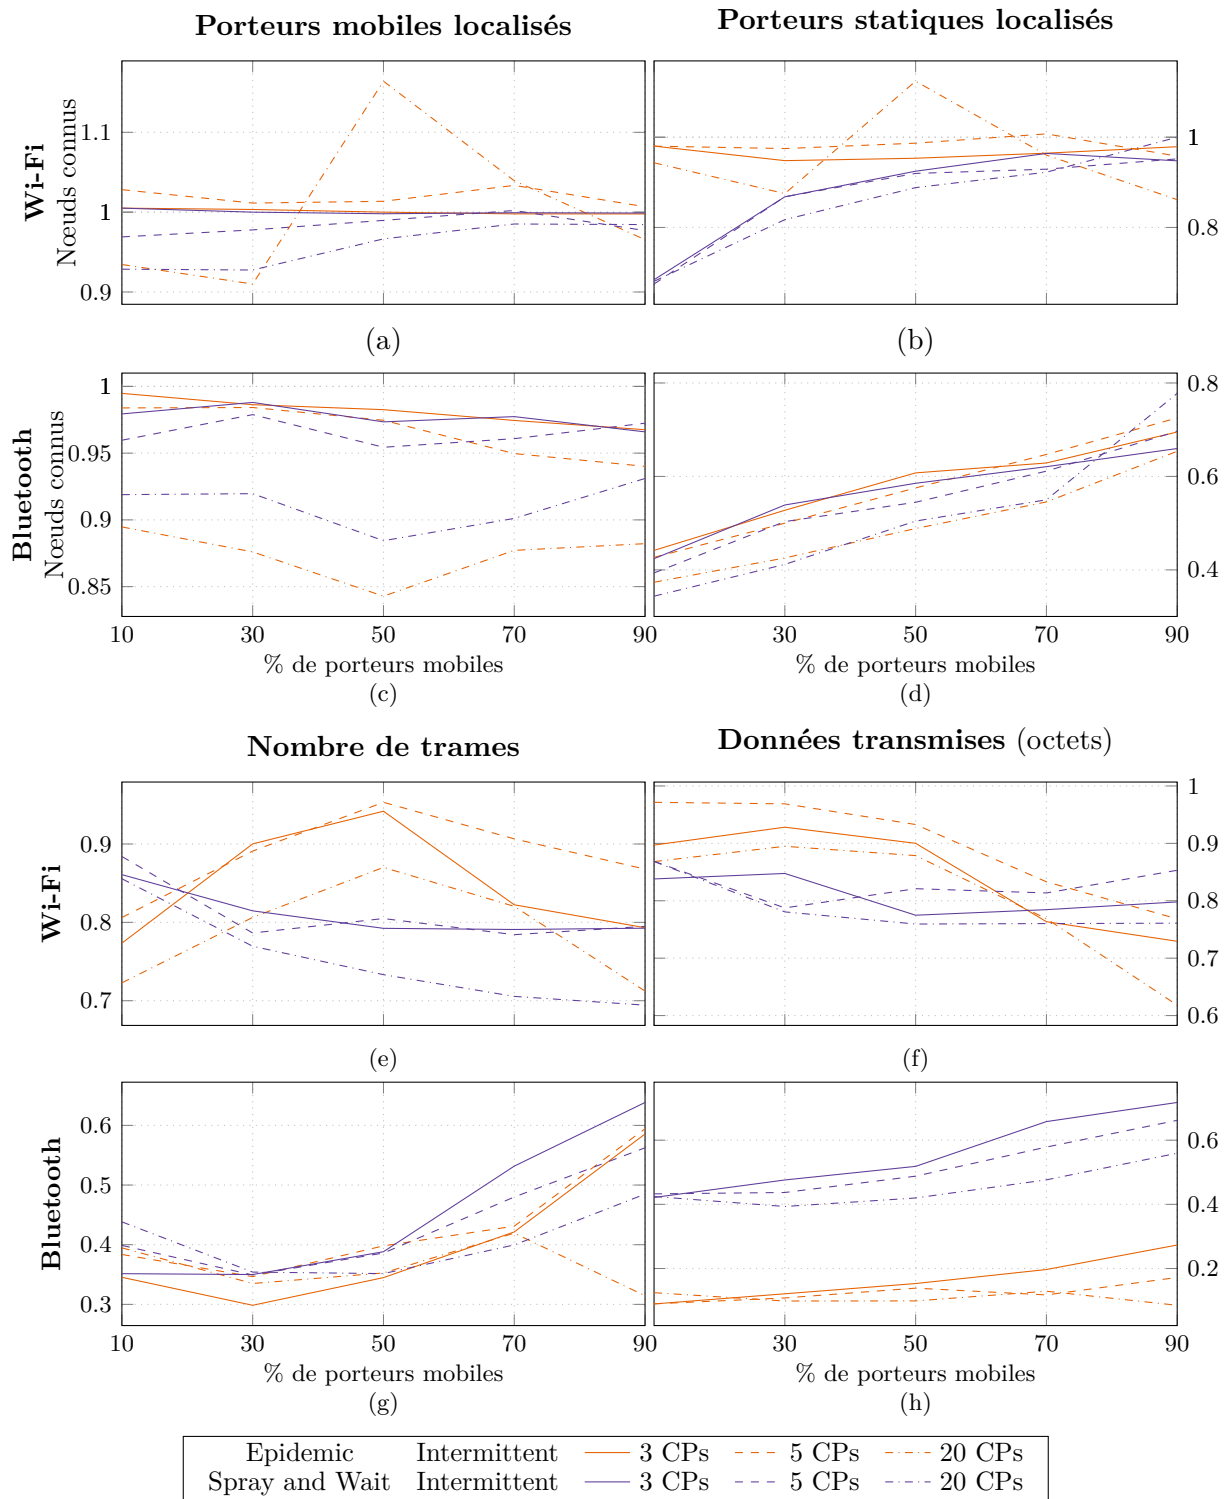 Porteurs mobiles localisés
Porteurs statiques localisés
Wi-Fi
Nœuds connus
1.1
1
0.9
1
0.8
(a)
(b)
Bluetooth
Nœuds connus
1
0.95
0.9
0.85
0.8
0.6
0.4
10 30 50 70 90
30 50 70 90
% de porteurs mobiles
% de porteurs mobiles
(c)
(d)
Nombre de trames
Données transmises (octets)
Wi-Fi
0.9
0.8
0.7
1
0.9
0.8
0.7
0.6
(e)
(f)
Bluetooth
0.6
0.5
0.4
0.3
0.6
0.4
0.2
10 30 50 70 90
30 50 70 90
% de porteurs mobiles
% de porteurs mobiles
(g)
(h)
Epidemic Intermittent 3 CPs 5 CPs 20 CPs
Spray and Wait Intermittent 3 CPs 5 CPs 20 CPs